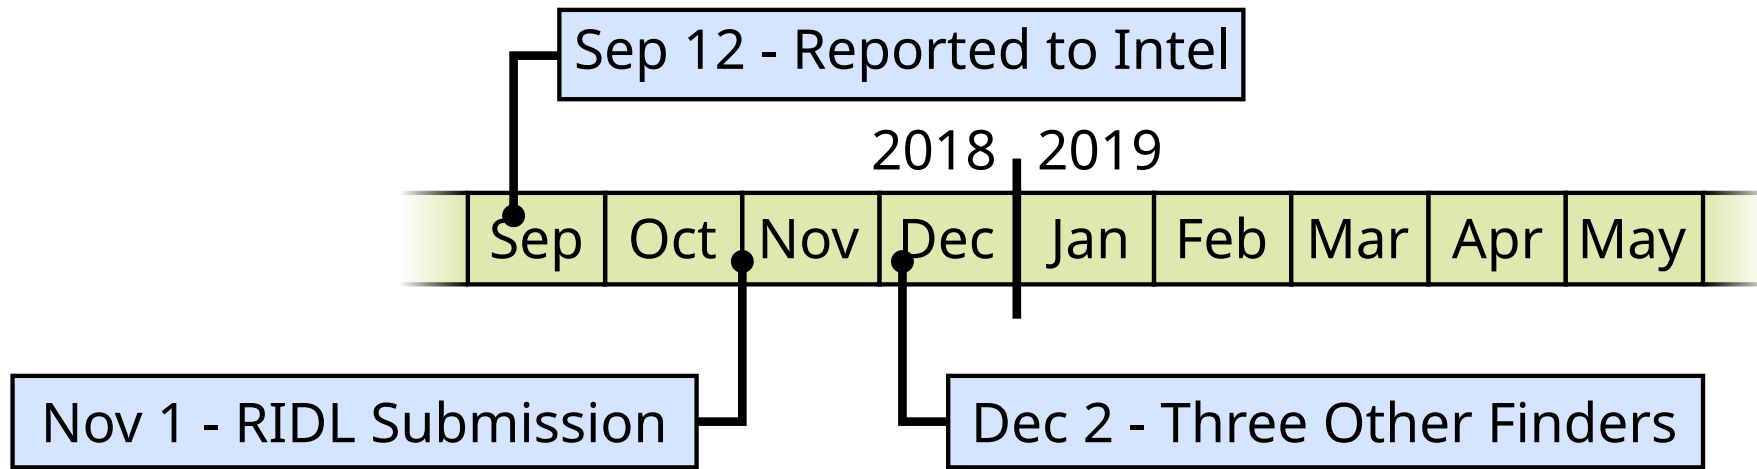 Sep 12 - Reported to Intel
2018 2019
Sep Oct Nov Dec Jan Feb Mar Apr May
Nov 1 - RIDL Submission
Dec 2 - Three Other Finders